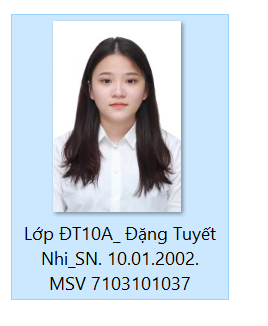 Lớp ĐT10A_ Đặng Tuyết
Nhi_SN. 10.01.2002.
MSV 7103101037